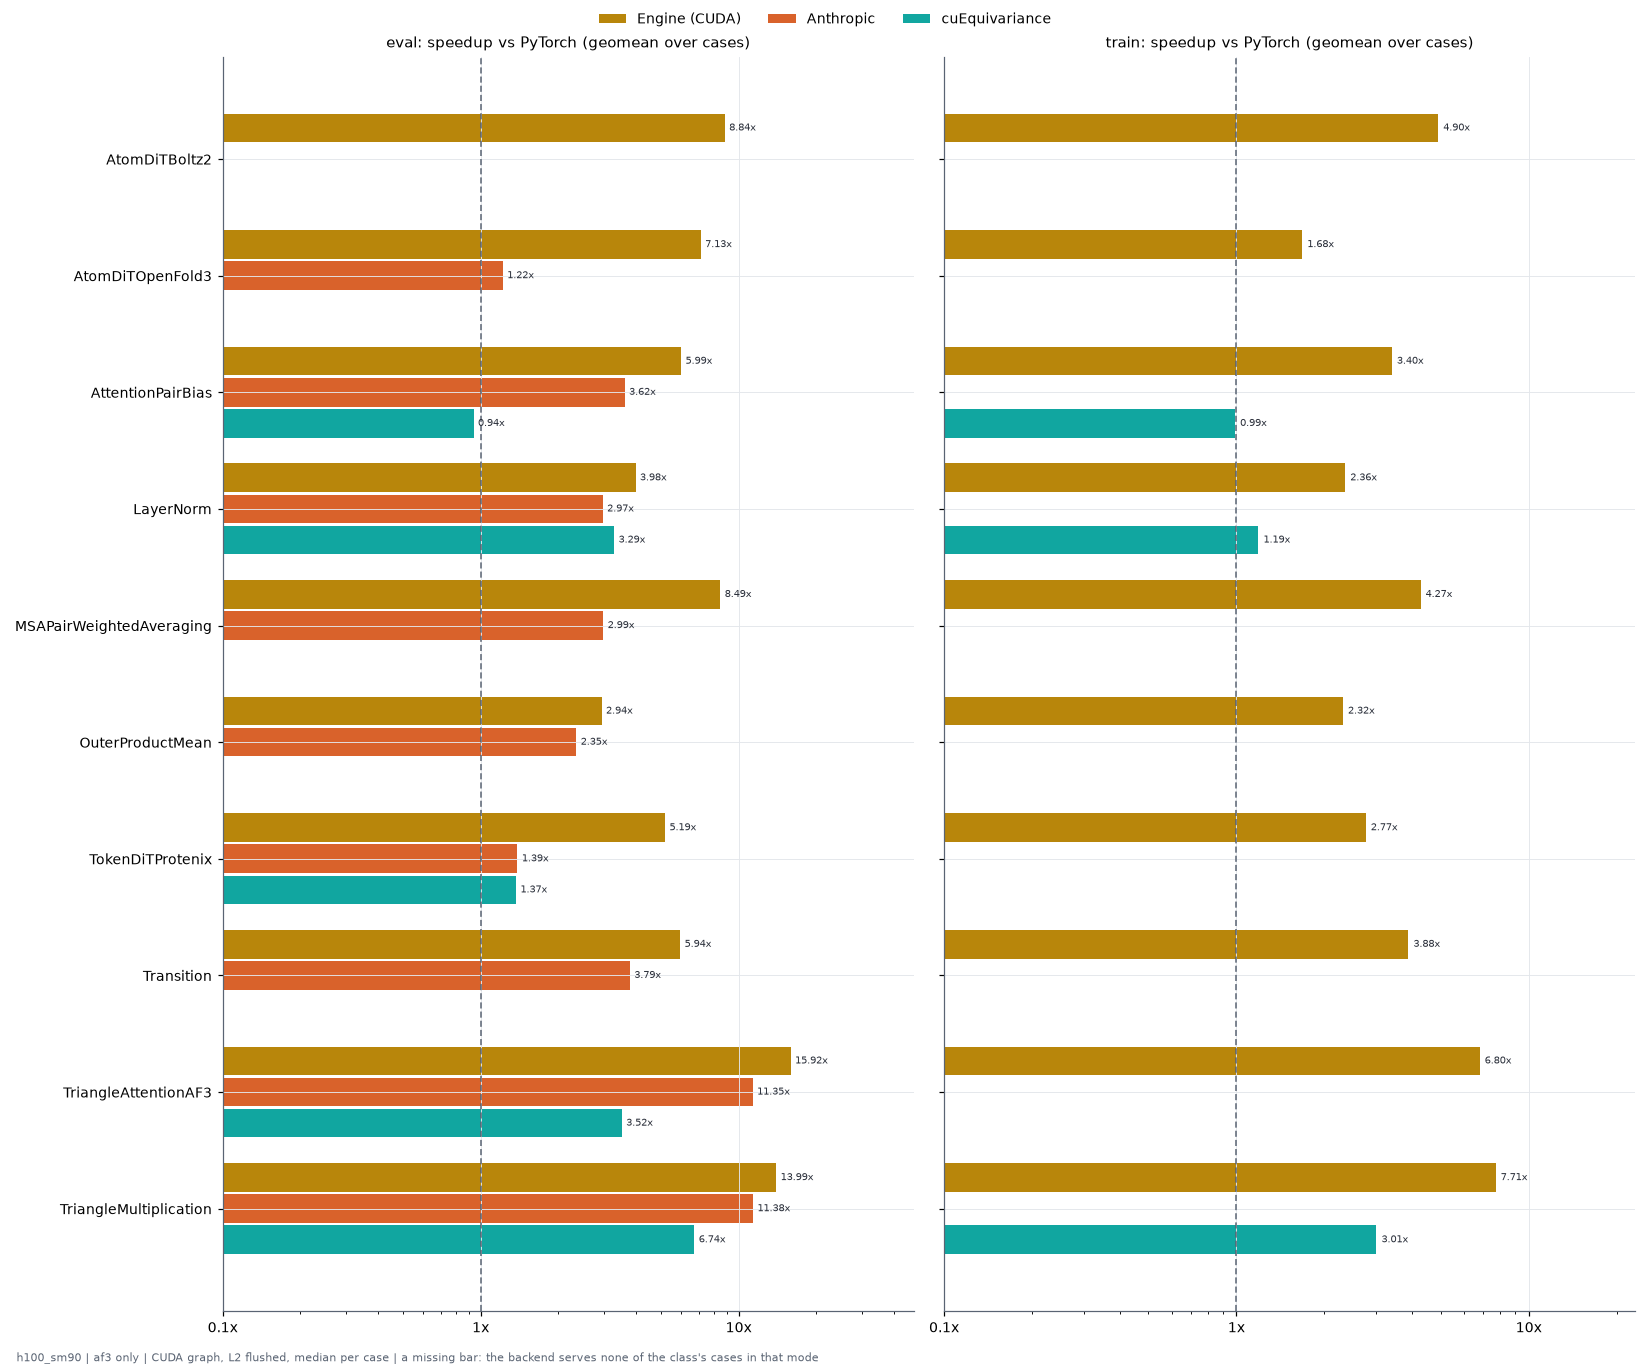 Engine (CUDA) Anthropic cuEquivariance
eval: speedup vs PyTorch (geomean over cases)
train: speedup vs PyTorch (geomean over cases)
AtomDiTBoltz2 8.84x 4.90x
AtomDiTOpenFold3 7.13x 1.68x
1.22x
AttentionPairBias 5.99x 3.40x
3.62x
0.94x 0.99x
LayerNorm 3.98x 2.36x
2.97x
3.29x 1.19x
MSAPairWeightedAveraging 8.49x 4.27x
2.99x
OuterProductMean 2.94x 2.32x
2.35x
TokenDiTProtenix 5.19x 2.77x
1.39x
1.37x
Transition 5.94x 3.88x
3.79x
TriangleAttentionAF3 15.92x 6.80x
11.35x
3.52x
TriangleMultiplication 13.99x 7.71x
11.38x
6.74x 3.01x
0.1x 1x 10x 0.1x 1x 10x
h100_sm90 | af3 only | CUDA graph, L2 flushed, median per case | a missing bar: the backend serves none of the class's cases in that mode